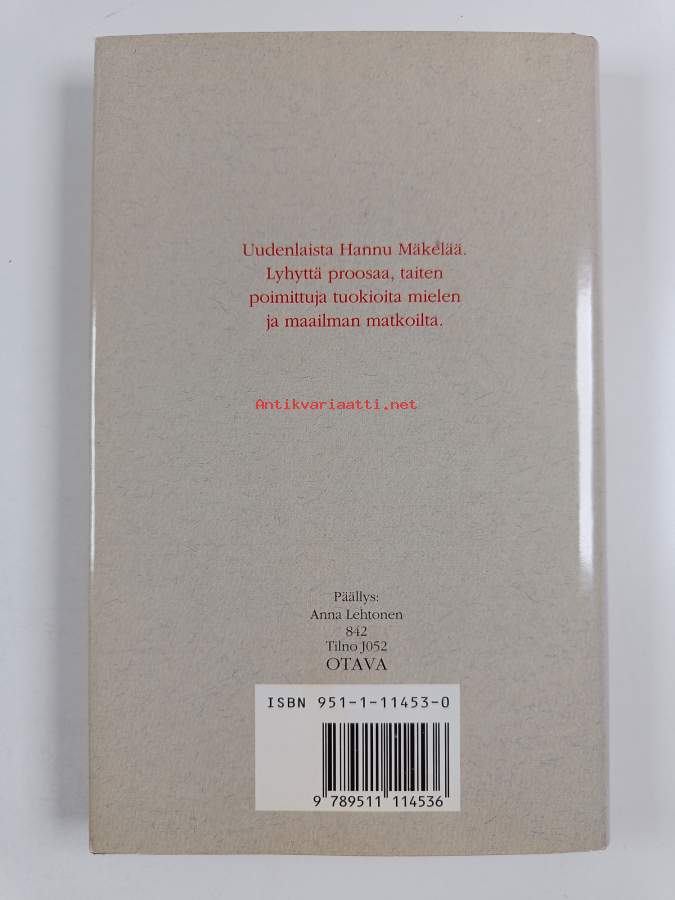 Uudenlaista Hannu Mäkelää.
Lyhyttä proosaa, taiten
poimittuja tuokioita mielen
ja maailman matkoilta.
Antikvariaatti.net
Päällys:
Anna Lehtonen
842
Tilno J052
OTAVA
ISBN 951-1-11453-0
9 789511 114536